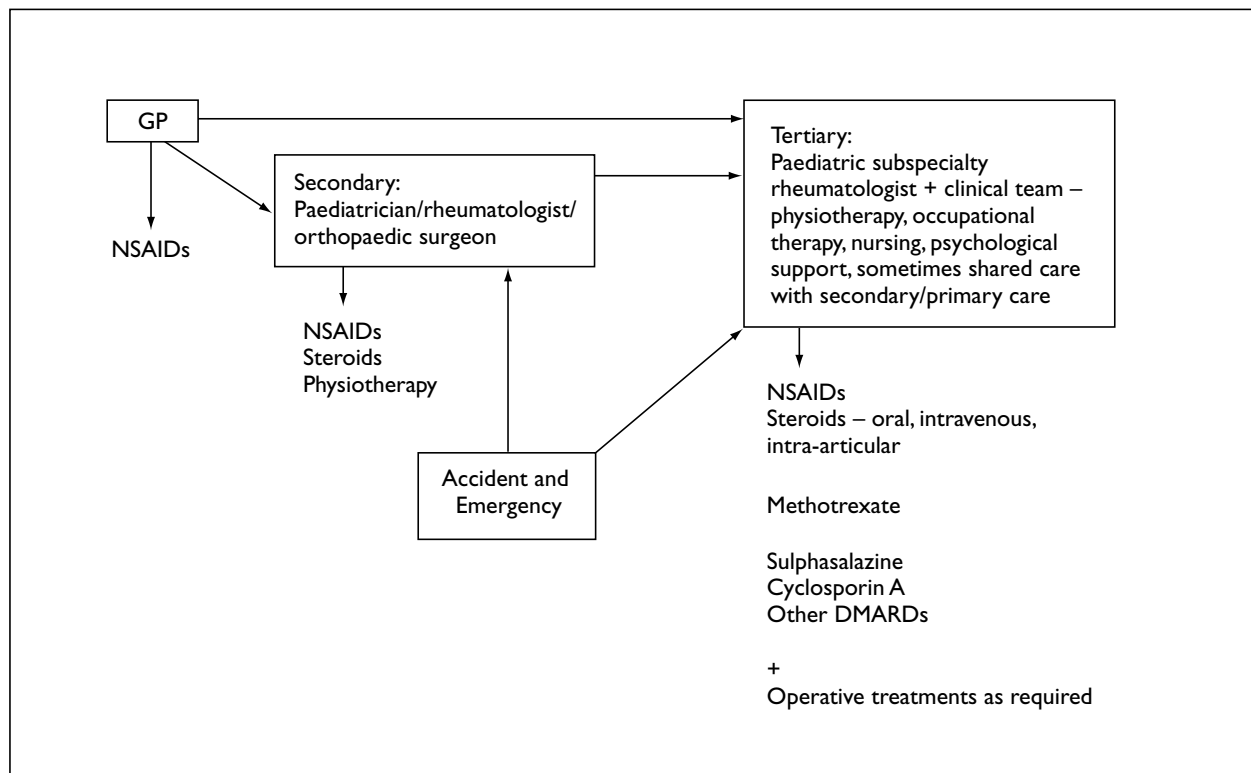 GP
NSAIDs
Secondary:
Paediatrician/rheumatologist/
orthopaedic surgeon
NSAIDs
Steroids
Physiotherapy
Accident and
Emergency
Tertiary:
Paediatric subspecialty
rheumatologist + clinical team –
physiotherapy, occupational
therapy, nursing, psychological
support, sometimes shared care
with secondary/primary care
NSAIDs
Steroids – oral, intravenous,
intra-articular
Methotrexate
Sulphasalazine
Cyclosporin A
Other DMARDs
+
Operative treatments as required